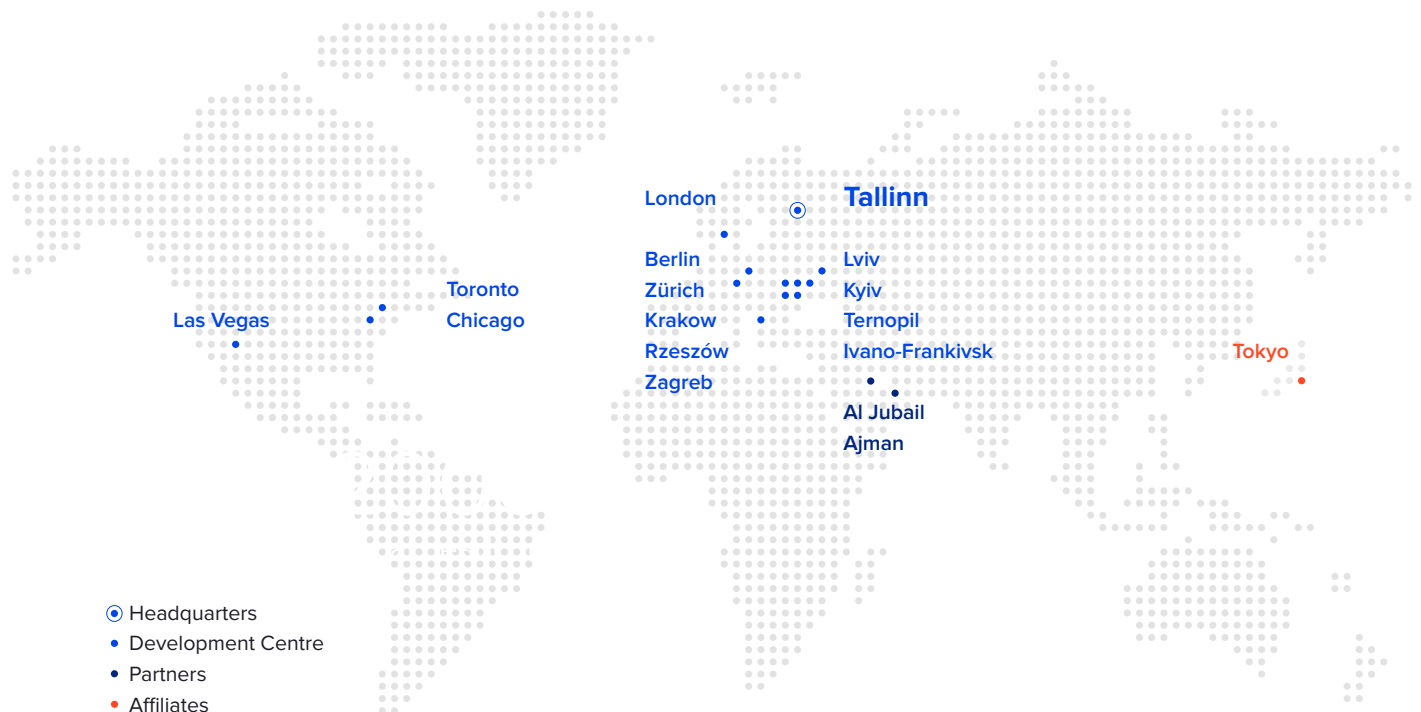 London
Tallinn
Berlin
Lviv
Toronto
Zürich
Kyiv
Las Vegas
Chicago
Krakow
Ternopil
Rzeszów
Ivano-Frankivsk
Tokyo
Zagreb
Al Jubail
Ajman
Headquarters
Development Centre
Partners
Affiliates